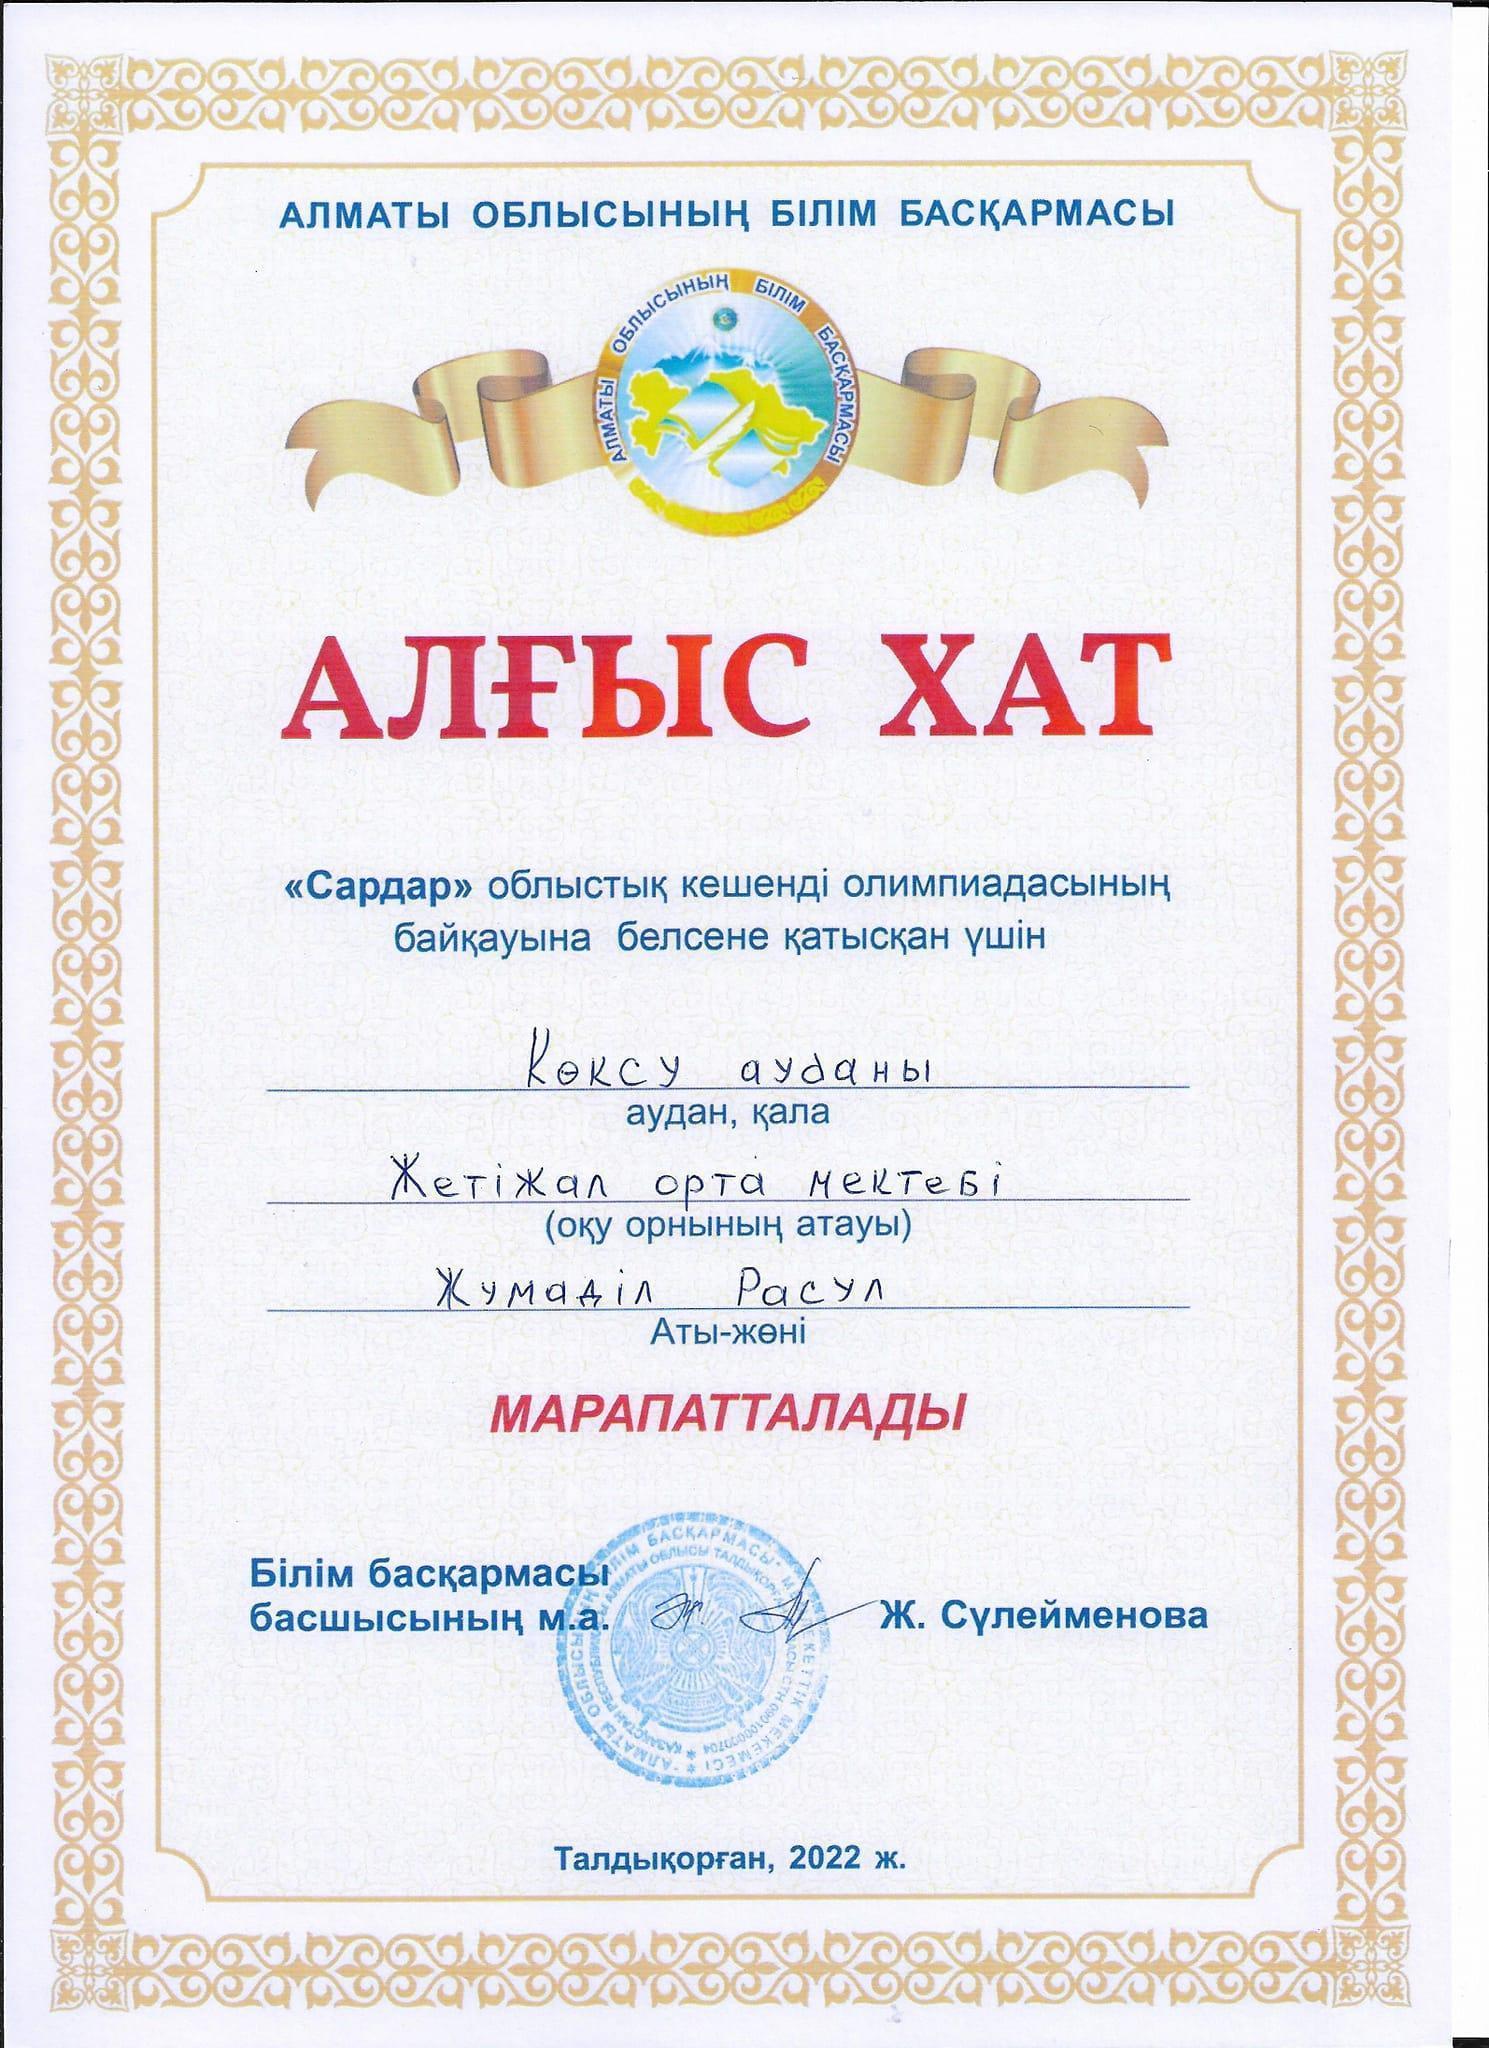 АЛМАТЫ ОБЛЫСЫНЫҢ БІЛІМ БАСҚАРМАСЫ
АЛМАТЫ ОБЛЫСЫНЫҢ БІЛІМ БАСҚАРМАСЫ
АЛҒЫС ХАТ
«Сардар» облыстық кешенді олимпиадасының
байқауына белсене қатысқан үшін
Көксу ауданы
аудан, қала
Жетіжал орта мектебі
(оқу орнының атауы)
Жумаділ Расул
Аты-жөні
МАРАПАТТАЛАДЫ
Білім басқармасы
басшысының м.а.
Ж. Сүлейменова
Талдықорған, 2022 ж.